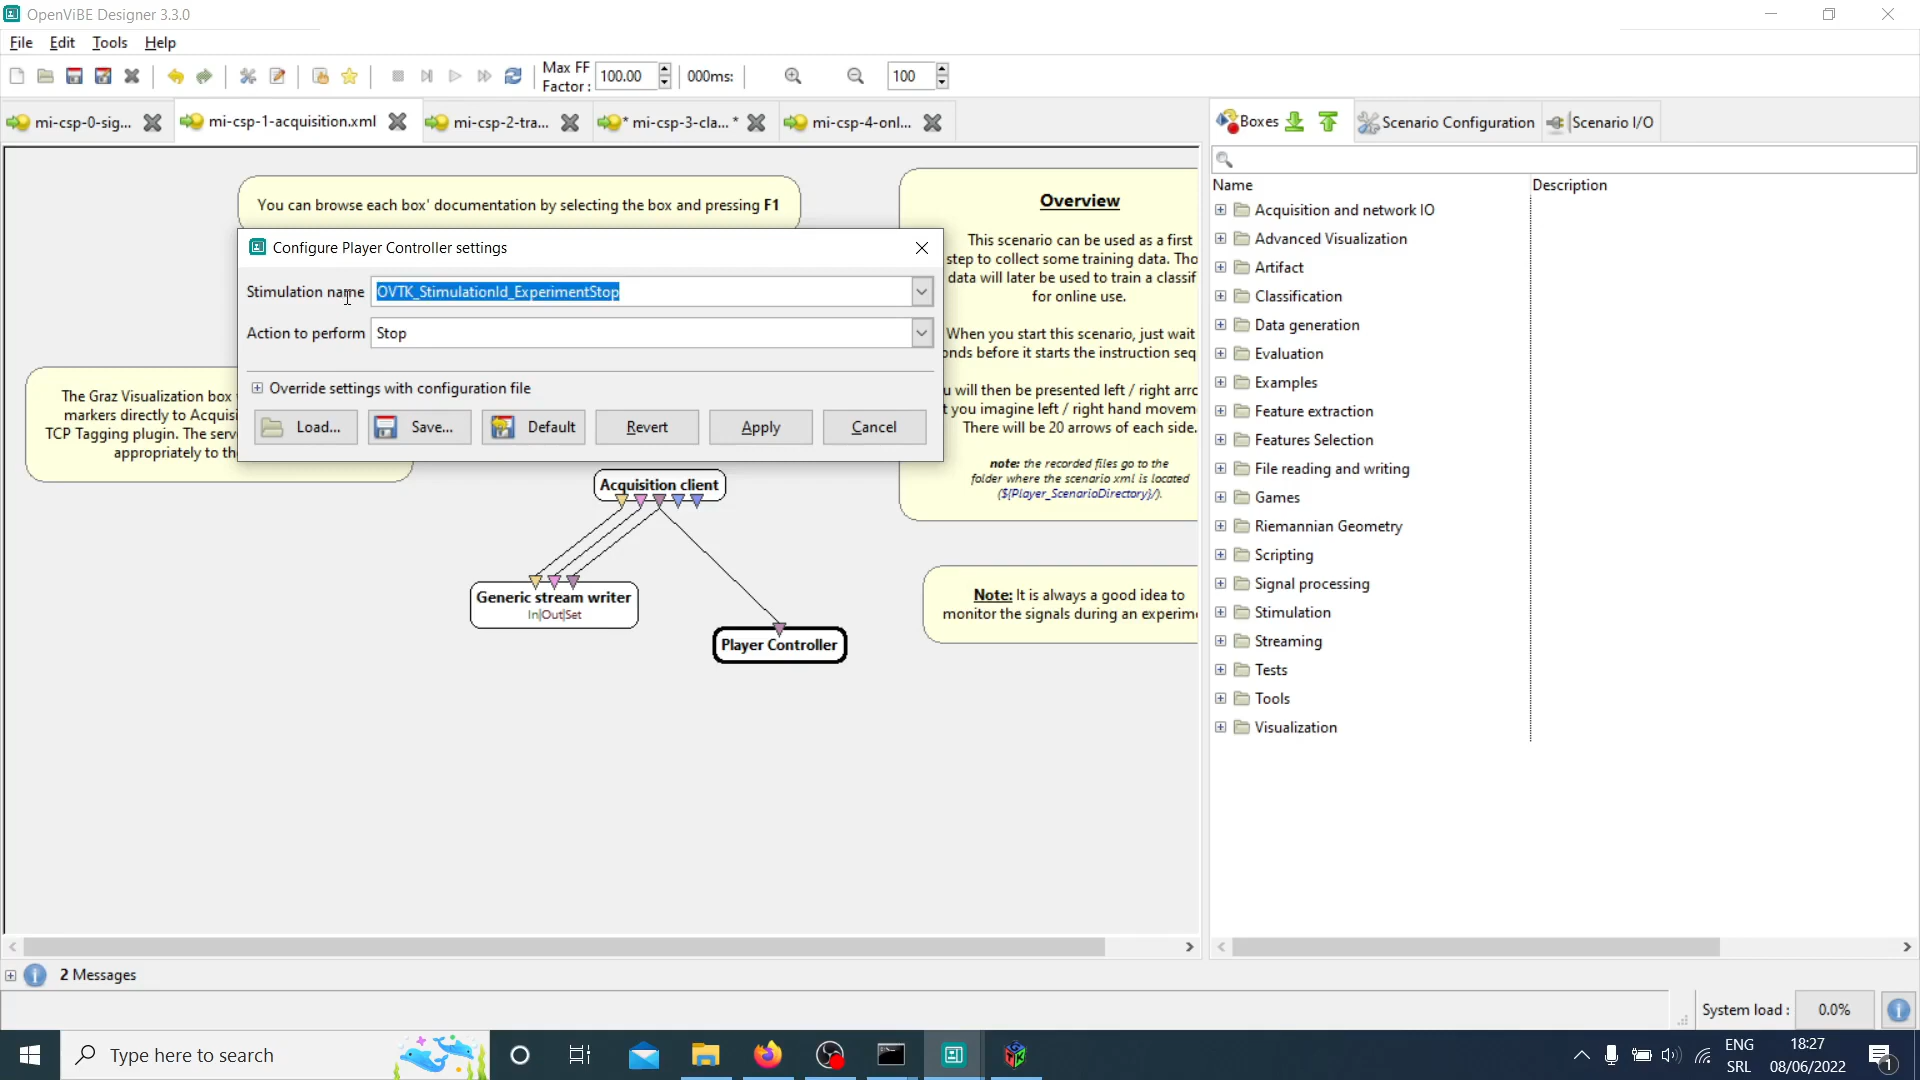 OpenViBE Designer 3.3.0
File Edit Tools Help
Max FF Factor : 100.00 000ms: 100
mi-csp-0-sig... mi-csp-1-acquisition.xml mi-csp-2-tra... * mi-csp-3-cla... * mi-csp-4-onl...
Boxes Scenario Configuration Scenario I/O
You can browse each box' documentation by selecting the box and pressing F1
Configure Player Controller settings
Stimulation name OVTK_StimulationId_ExperimentStop
Action to perform Stop
Override settings with configuration file
Load... Save... Default Revert Apply Cancel
The Graz Visualization box
markers directly to Acquisi
TCP Tagging plugin. The serv
appropriately to th
Acquisition client
Generic stream writer
In|Out|Set
Player Controller
Overview
This scenario can be used as a first
step to collect some training data. Tho
data will later be used to train a classif
for online use.
When you start this scenario, just wait
onds before it starts the instruction seq
u will then be presented left / right arrc
t you imagine left / right hand movem
There will be 20 arrows of each side.
note: the recorded files go to the
folder where the scenario xml is located
(${Player_ScenarioDirectory}/).
Note: It is always a good idea to
monitor the signals during an experim
Name Description
Acquisition and network IO
Advanced Visualization
Artifact
Classification
Data generation
Evaluation
Examples
Feature extraction
Features Selection
File reading and writing
Games
Riemannian Geometry
Scripting
Signal processing
Stimulation
Streaming
Tests
Tools
Visualization
2 Messages
System load : 0.0%
Type here to search
ENG
SRL
18:27
08/06/2022
1